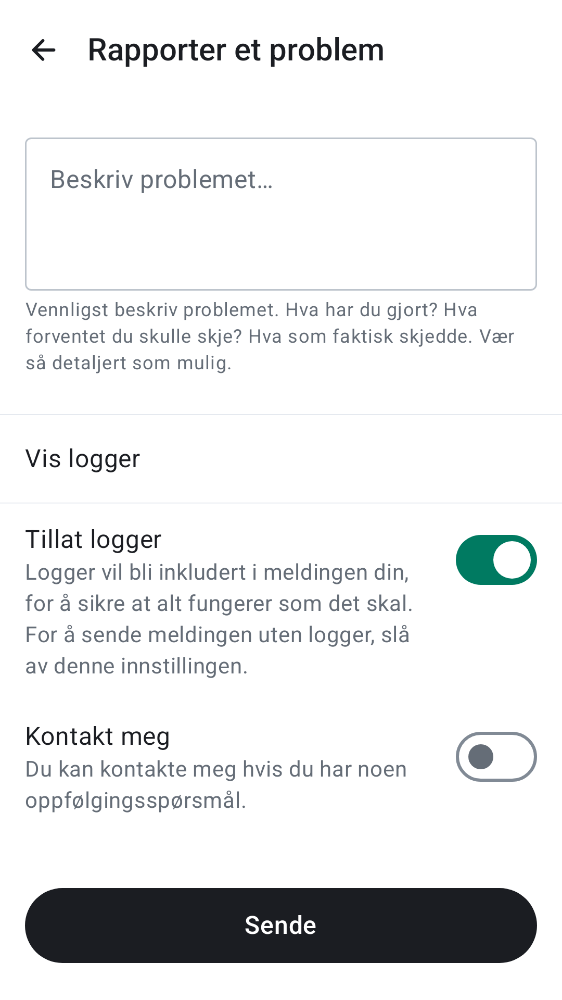 Rapporter et problem
Beskriv problemet...
Vennligst beskriv problemet. Hva har du gjort? Hva
forventet du skulle skje? Hva som faktisk skjedde. Vær
så detaljert som mulig.
Vis logger
Tillat logger
Logger vil bli inkludert i meldingen din,
for å sikre at alt fungerer som det skal.
For å sende meldingen uten logger, slå
av denne innstillingen.
Kontakt meg
Du kan kontakte meg hvis du har noen
oppfølgingsspørsmål.
Sende